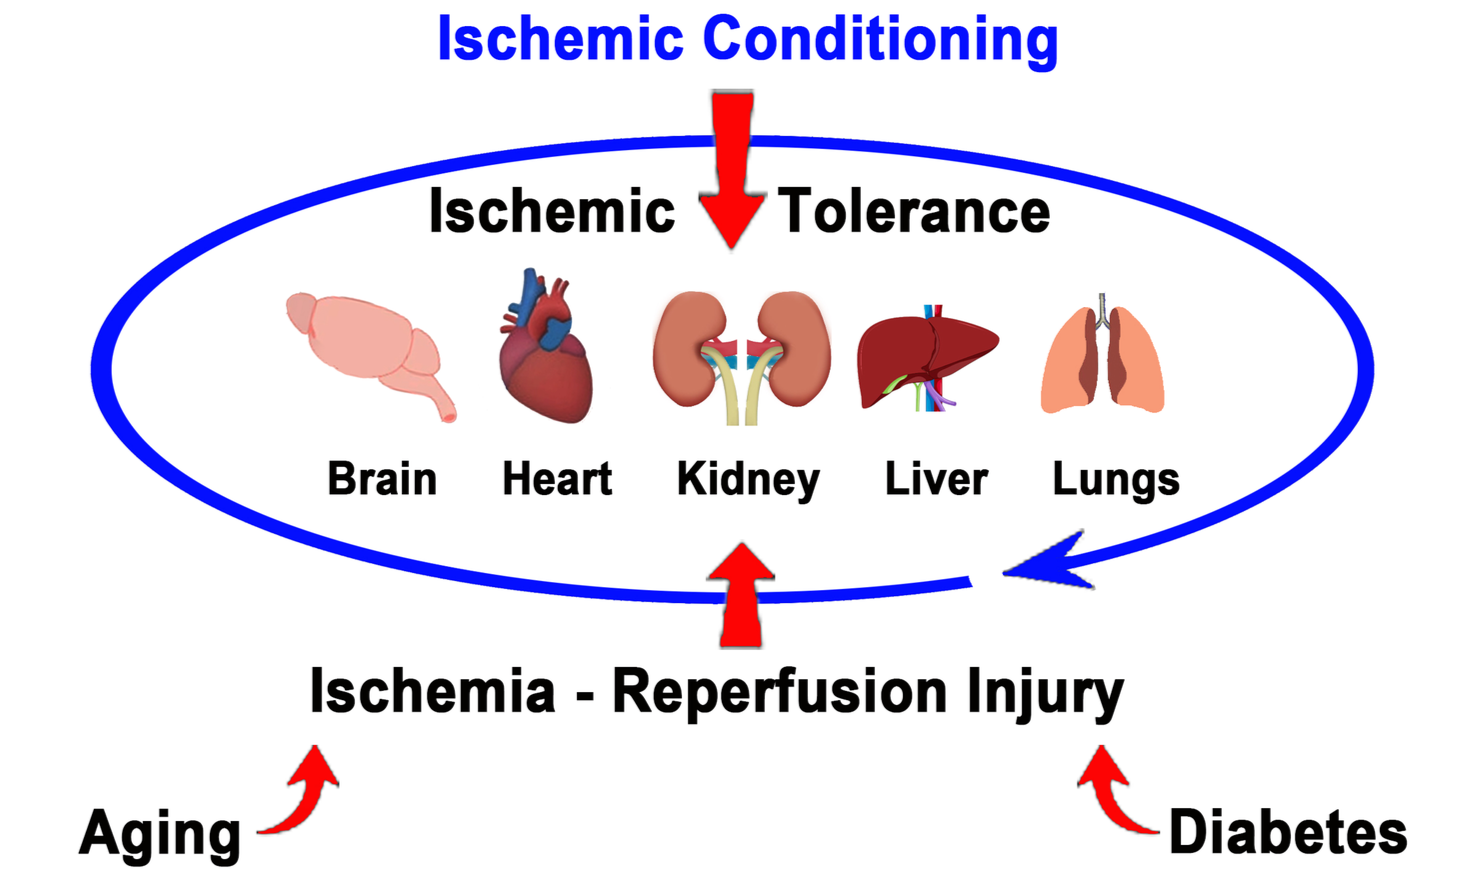 Ischemic Conditioning
Ischemic Tolerance
Brain Heart Kidney Liver Lungs
Ischemia - Reperfusion Injury
Aging Diabetes